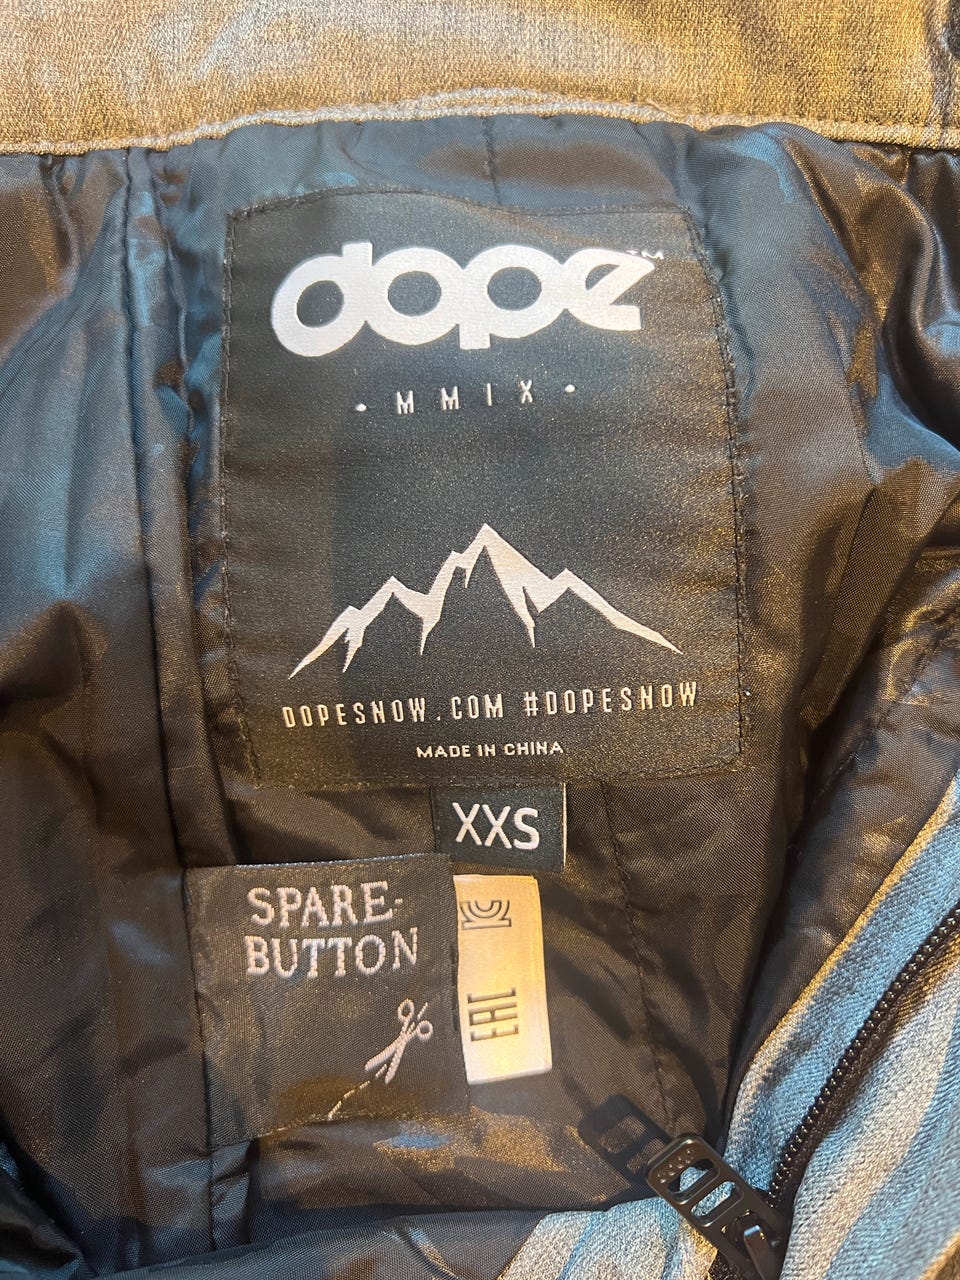 dope™
· MMIX ·
DOPESNOW.COM #DOPESNOW
MADE IN CHINA
XXS
SPARE-
BUTTON
EAC